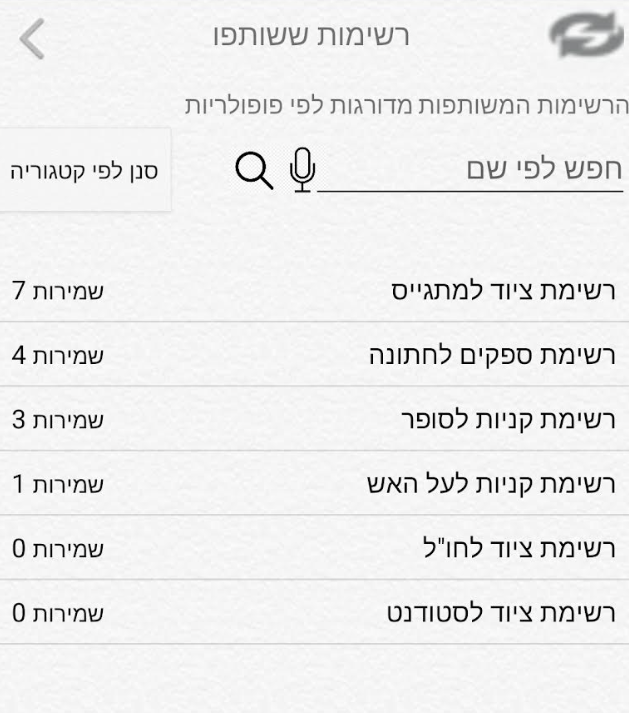 רשימות ששותפו
הרשימות המשותפות מדורגות לפי פופולריות
חפש לפי שם
סנן לפי קטגוריה
רשימת ציוד למתגייס שמירות 7
רשימת ספקים לחתונה שמירות 4
רשימת קניות לסופר שמירות 3
רשימת קניות לעל האש שמירות 1
רשימת ציוד לחו"ל שמירות 0
רשימת ציוד לסטודנט שמירות 0